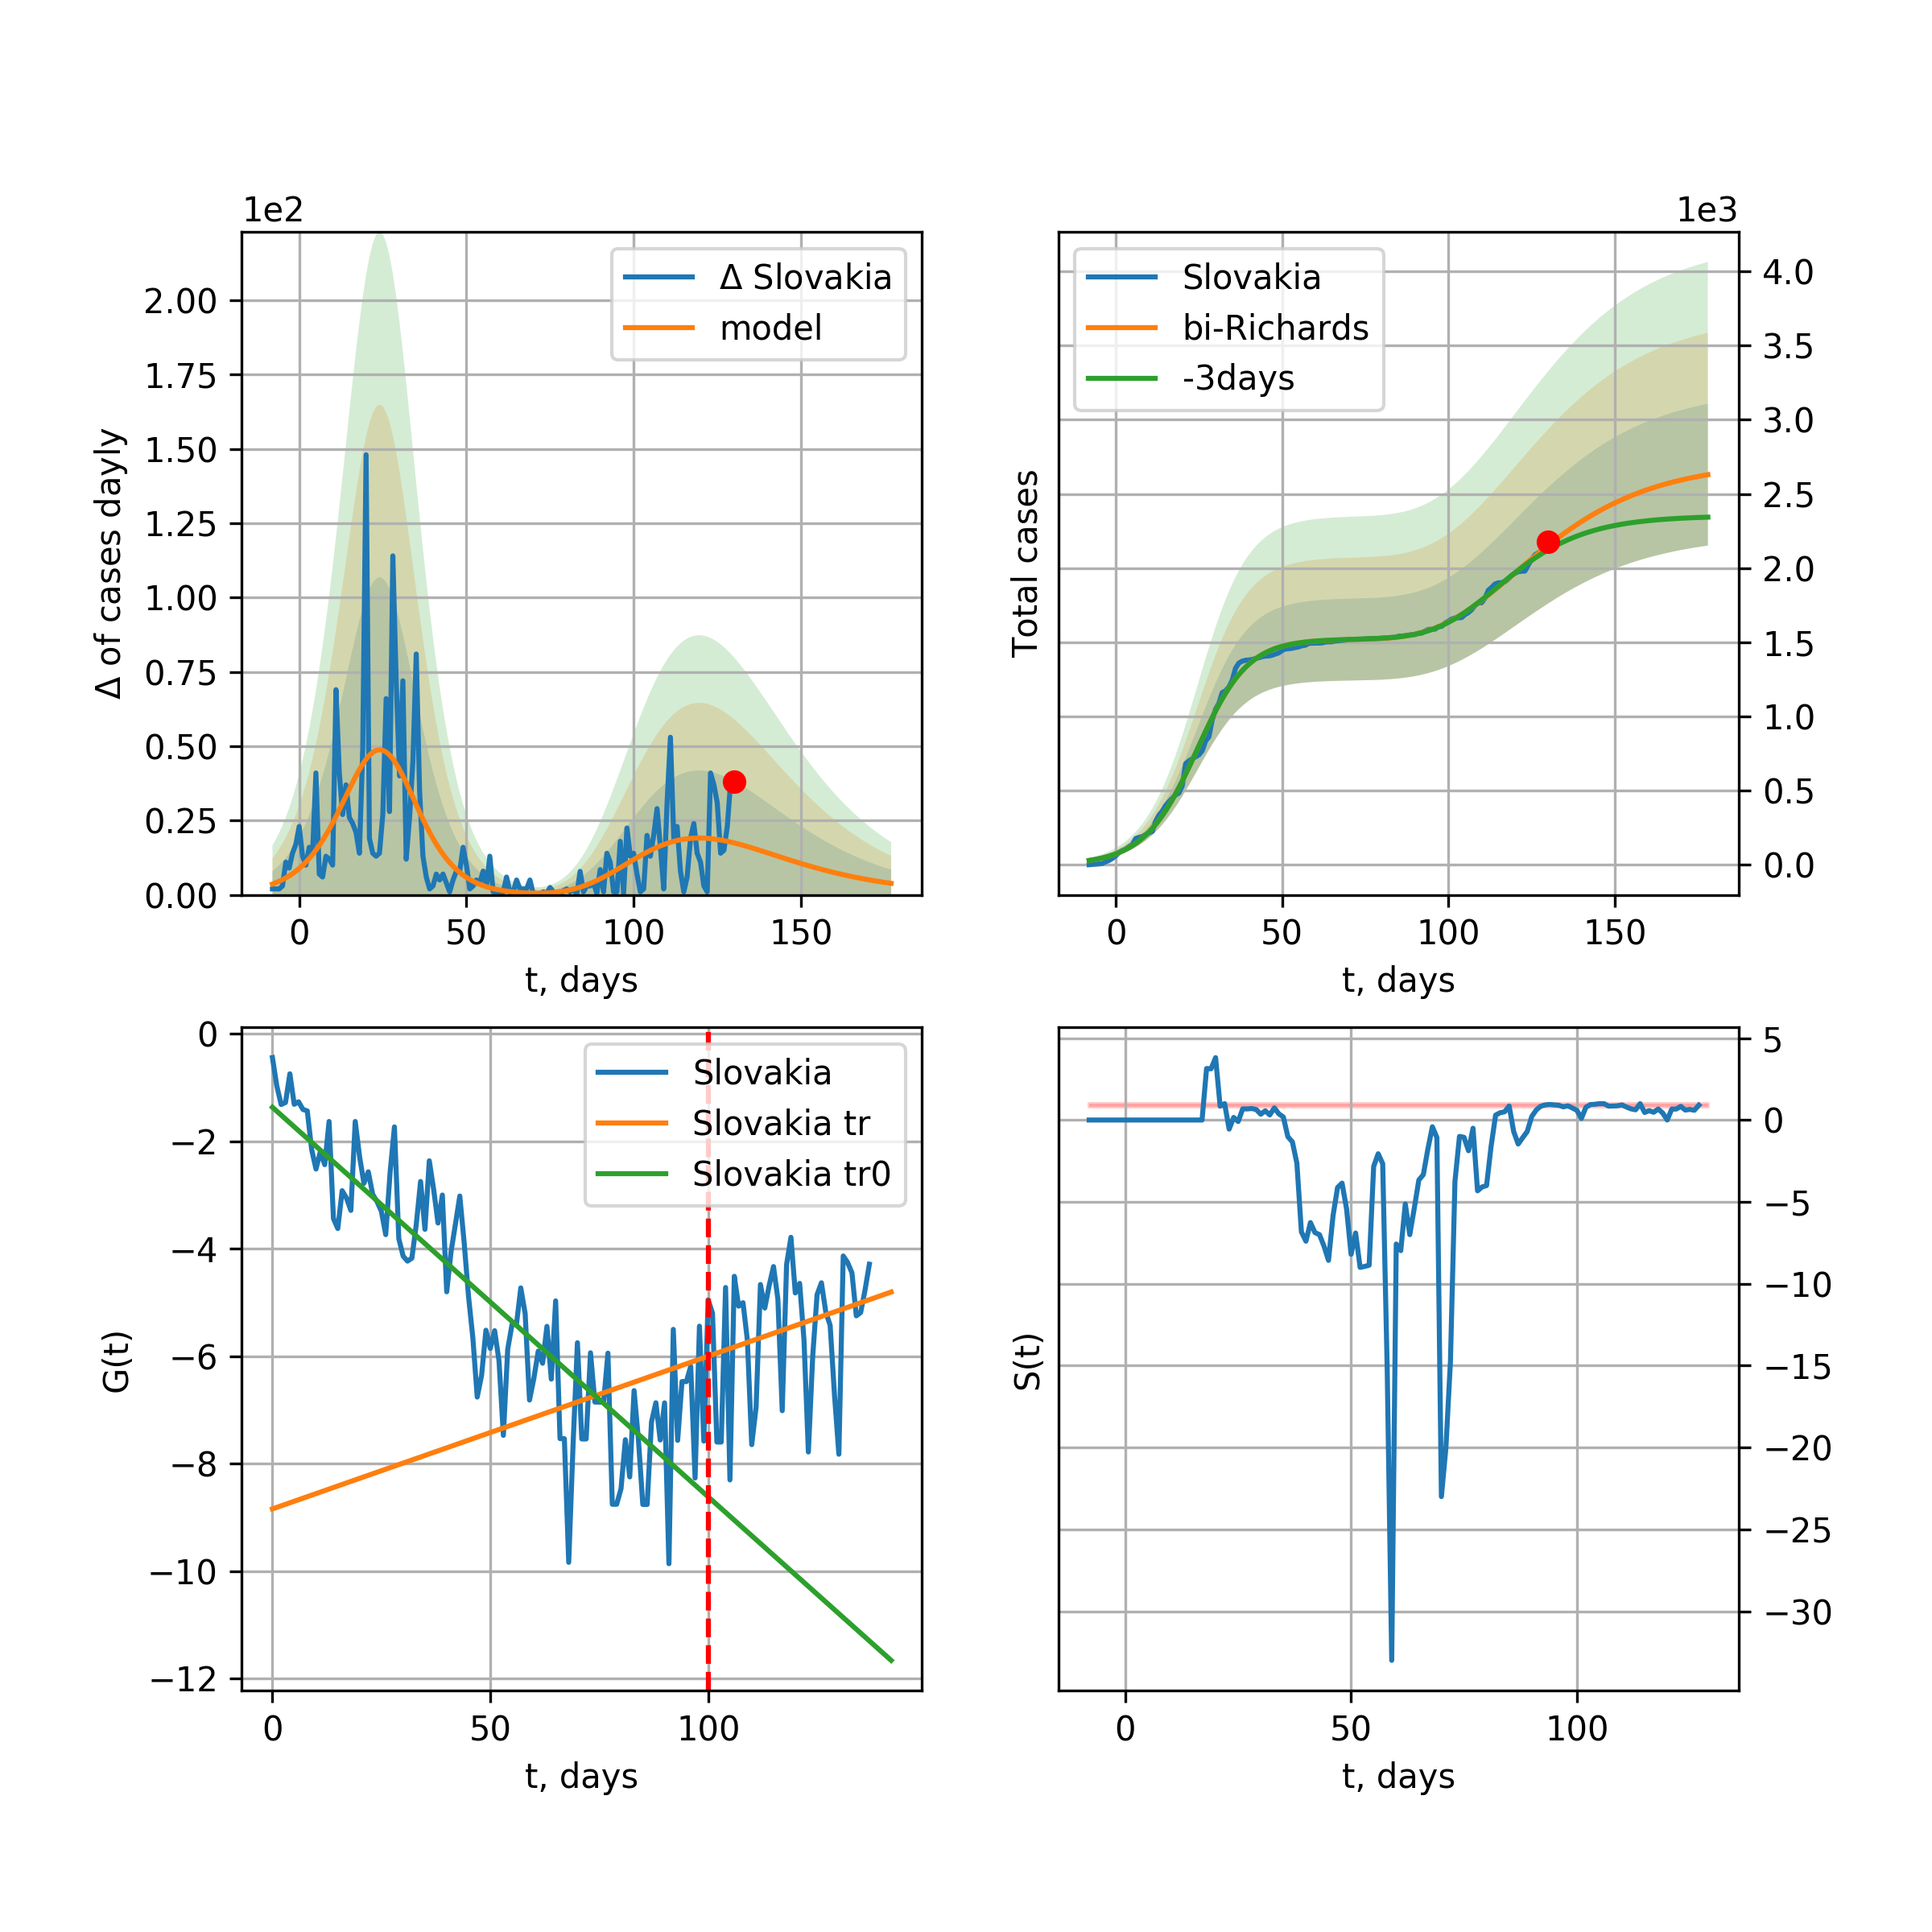 1e2
Δ of cases dayly
2.00
1.75
1.50
1.25
1.00
0.75
0.50
0.25
0.00
Δ Slovakia
model
0 50 100 150
t, days
1e3
Total cases
Slovakia
bi-Richards
-3days
4.0
3.5
3.0
2.5
2.0
1.5
1.0
0.5
0.0
0 50 100 150
t, days
G(t)
0
−2
−4
−6
−8
−10
−12
Slovakia
Slovakia tr
Slovakia tr0
0 50 100
t, days
S(t)
5
0
−5
−10
−15
−20
−25
−30
0 50 100
t, days